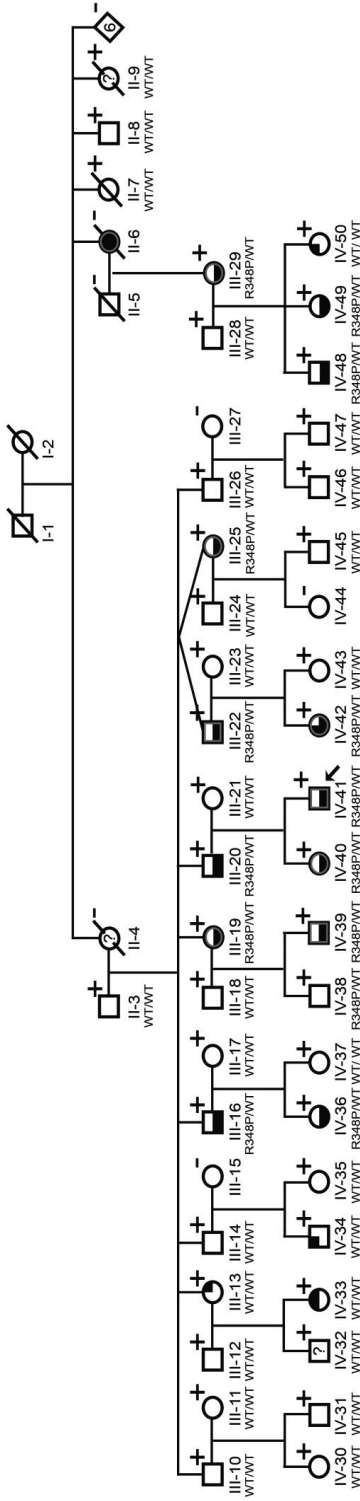 I-1 I-2
- - + + + -
? 6
II-5 II-6 II-7 II-8 II-9
WT/WT WT/WT WT/WT
+ -
?
II-3 II-4
WT/WT
+ + + + + - + + + + + + + + + + + - + +
III-10 III-11 III-12 III-13 III-14 III-15 III-16 III-17 III-18 III-19 III-20 III-21 III-22 III-23 III-24 III-25 III-26 III-27 III-28 III-29
WT/WT WT/WT WT/WT WT/WT WT/WT R348P/WT WT/WT WT/WT R348P/WT R348P/WT WT/WT R348P/WT WT/WT WT/WT R348P/WT WT/WT WT/WT R348P/WT
+ + + + + + + + + + + + + + - + + + + + +
?
IV-30 IV-31 IV-32 IV-33 IV-34 IV-35 IV-36 IV-37 IV-38 IV-39 IV-40 IV-41 IV-42 IV-43 IV-44 IV-45 IV-46 IV-47 IV-48 IV-49 IV-50
WT/WT WT/WT WT/WT WT/WT WT/WT WT/WT R348P/WT WT/ WT R348P/WT R348P/WT R348P/WT R348P/WT R348P/WT WT/WT WT/WT WT/WT WT/WT R348P/WT R348P/WT WT/ WT